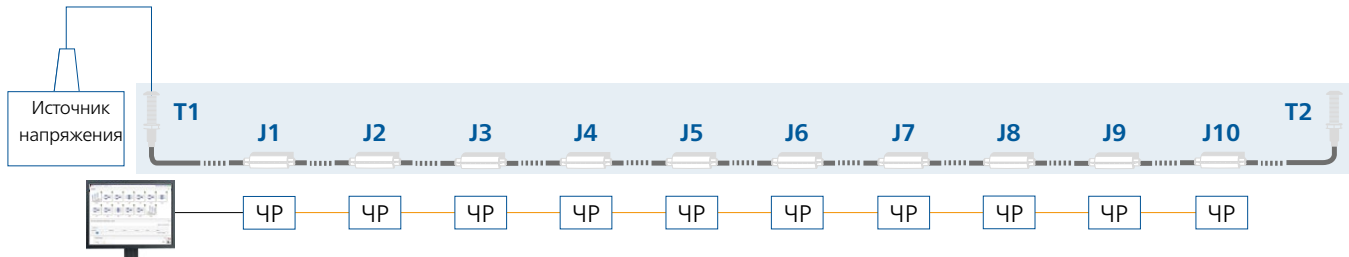 Источник
напряжения
T1
J1
J2
J3
J4
J5
J6
J7
J8
J9
J10
T2
ЧР
ЧР
ЧР
ЧР
ЧР
ЧР
ЧР
ЧР
ЧР
ЧР